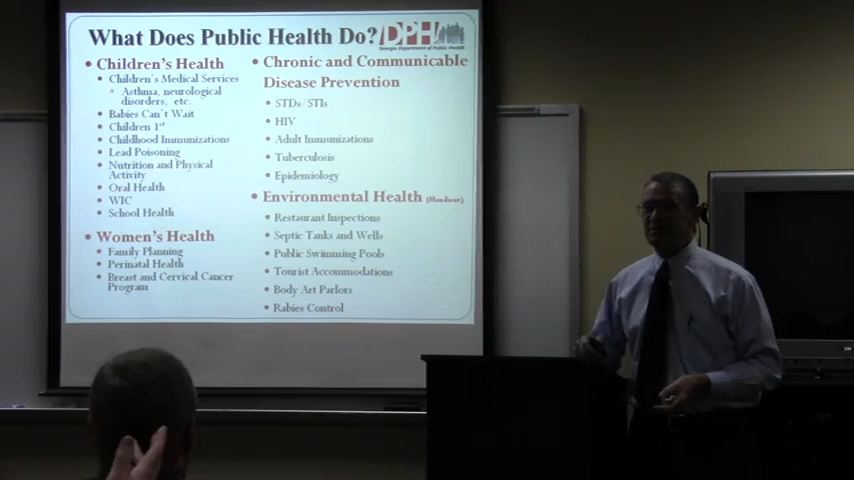 What Does Public Health Do?
DPH
Georgia Department of Public Health
• Children's Health
• Children's Medical Services
• Asthma, neurological
disorders, etc.
• Babies Can't Wait
• Children 1st
• Childhood Immunizations
• Lead Poisoning
• Nutrition and Physical
Activity
• Oral Health
• WIC
• School Health
• Women's Health
• Family Planning
• Perinatal Health
• Breast and Cervical Cancer
Program
• Chronic and Communicable
Disease Prevention
• STDs/STIs
• HIV
• Adult Immunizations
• Tuberculosis
• Epidemiology
• Environmental Health (Handout)
• Restaurant Inspections
• Septic Tanks and Wells
• Public Swimming Pools
• Tourist Accommodations
• Body Art Parlors
• Rabies Control